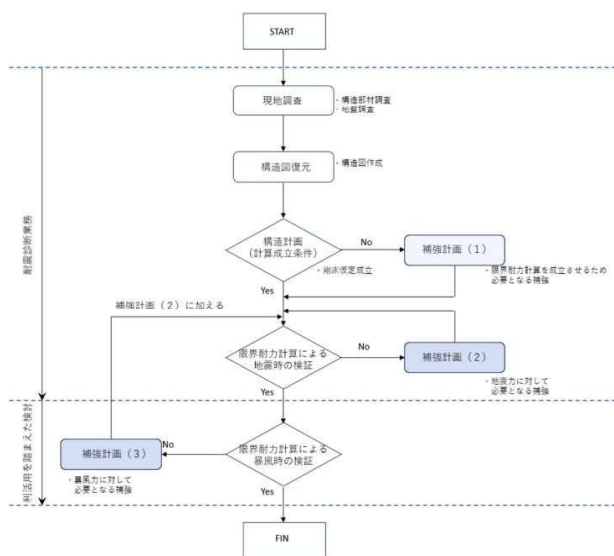 START
現地調査
・構造部材調査
・地盤調査
構造図復元
・構造図作成
構造計画
(計算成立条件)
No
補強計画（1）
・剛床仮定成立
・限界耐力計算を成立させるため
必要となる補強
Yes
補強計画（2）に加える
限界耐力計算による
地震時の検証
No
補強計画（2）
・地震力に対して
必要となる補強
Yes
耐震診断業務
限界耐力計算による
暴風時の検証
No
補強計画（3）
・暴風力に対して
必要となる補強
Yes
利活用を踏まえた検討
FIN